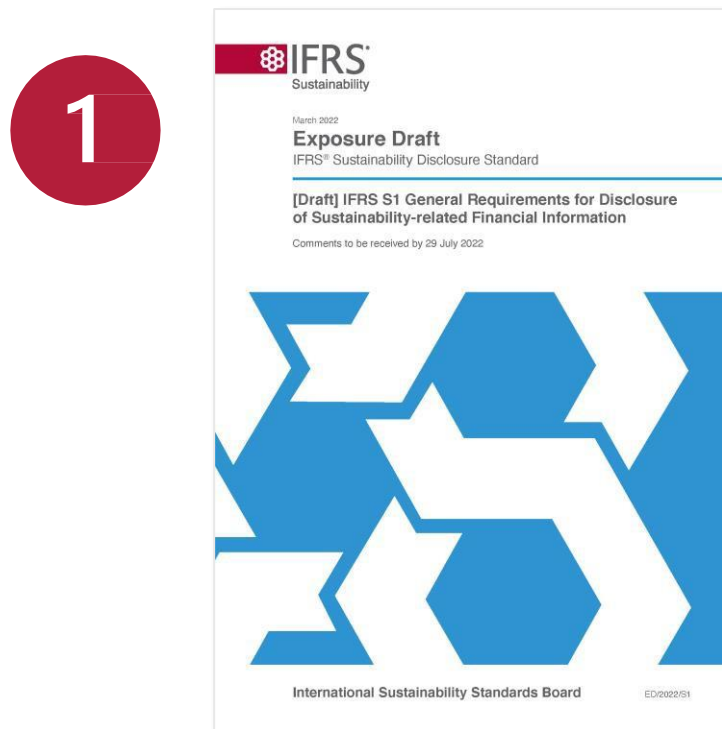 1
IFRS
Sustainability
March 2022
Exposure Draft
IFRS® Sustainability Disclosure Standard
[Draft] IFRS S1 General Requirements for Disclosure
of Sustainability-related Financial Information
Comments to be received by 29 July 2022
International Sustainability Standards Board
ED/2022/S1